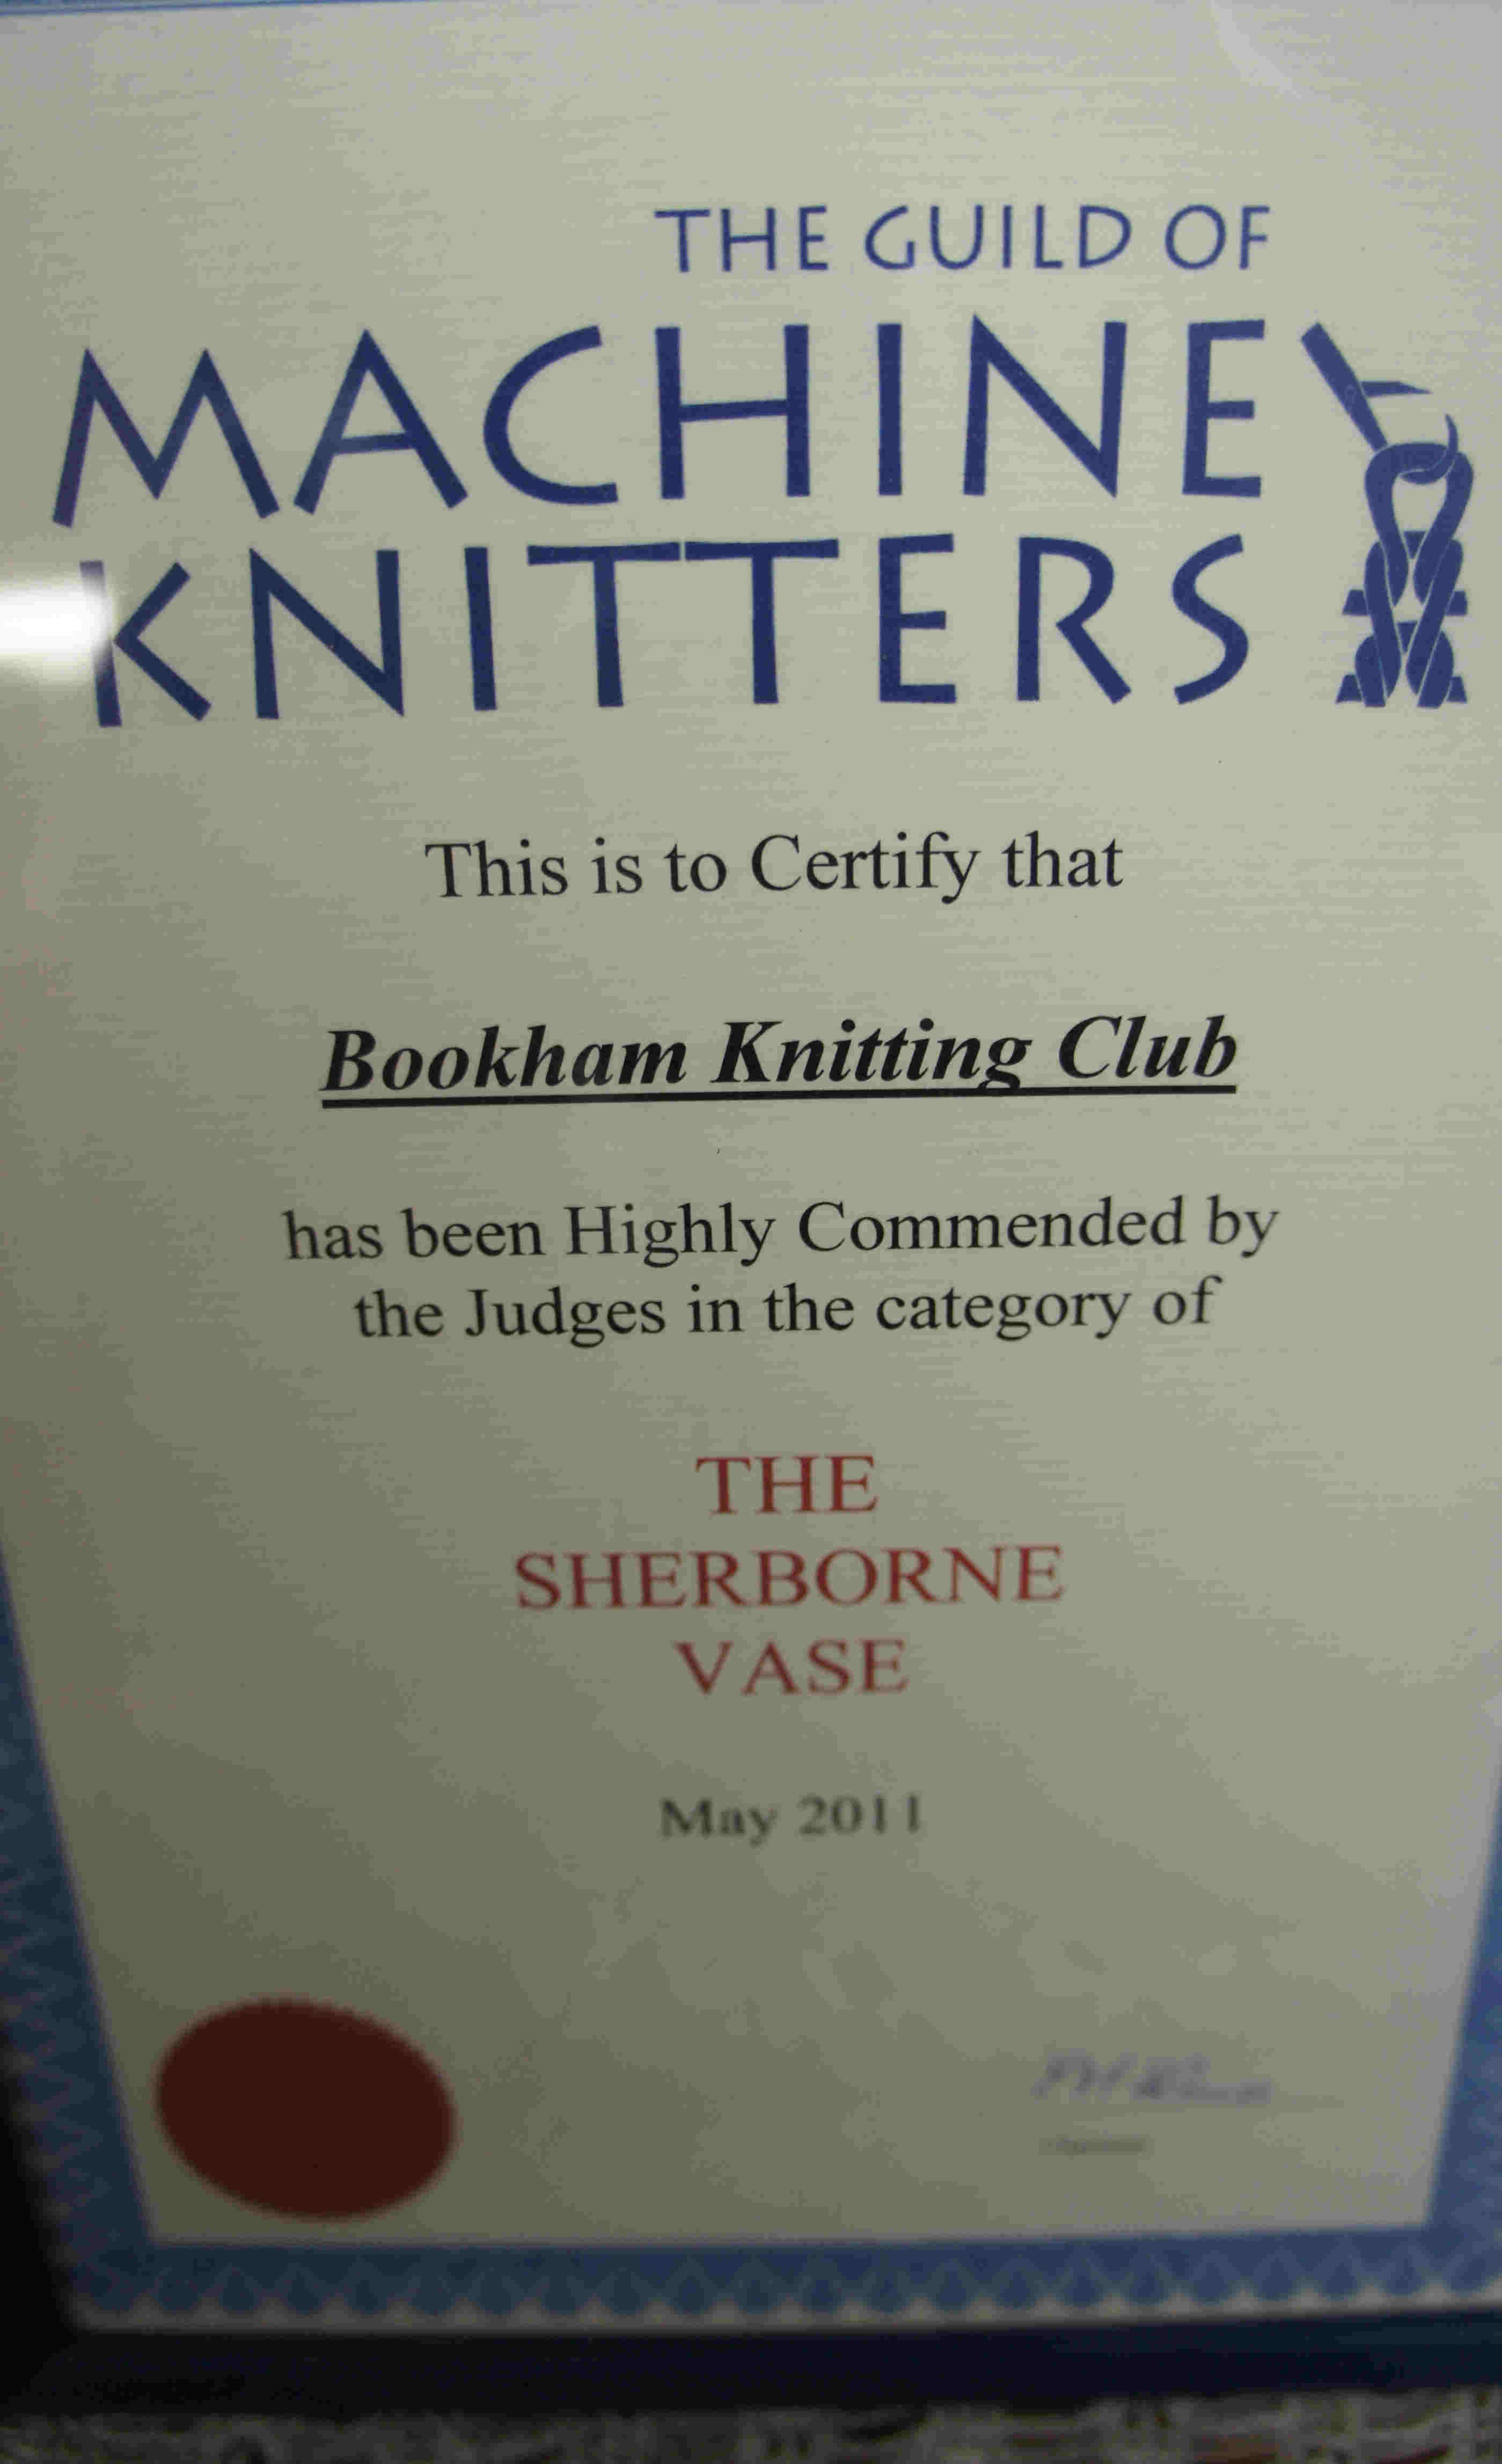 THE GUILD OF
MACHINE
KNITTERS
This is to Certify that
Bookham Knitting Club
has been Highly Commended by
the Judges in the category of
THE
SHERBORNE
VASE
May 2011